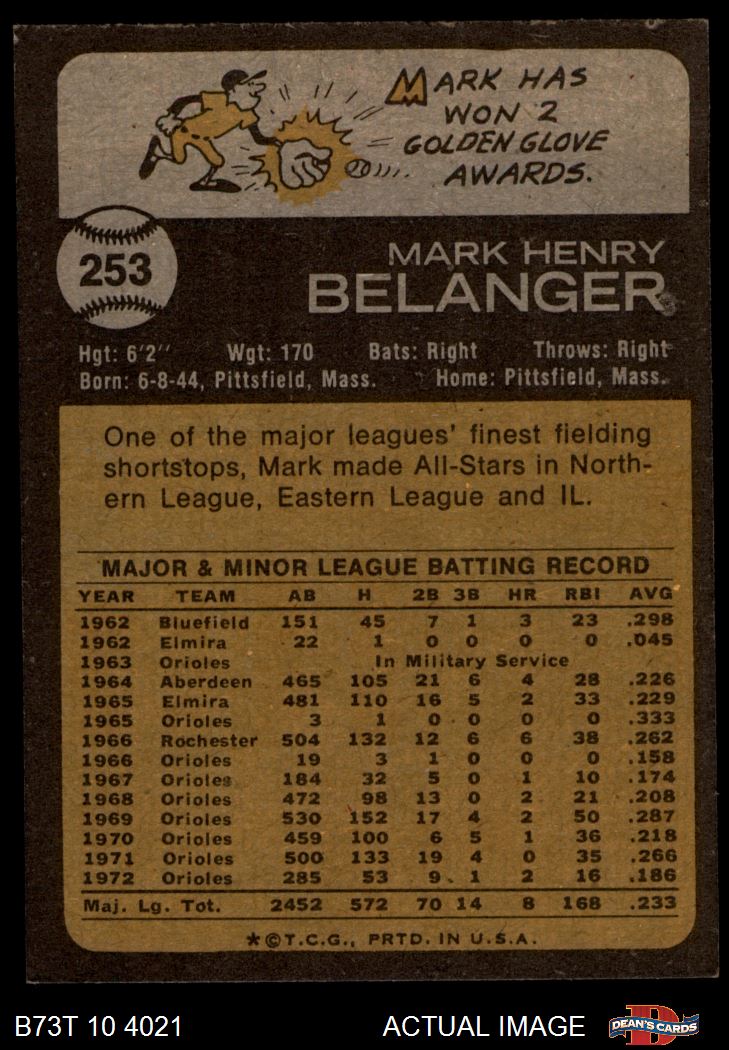 MARK HAS
WON 2
GOLDEN GLOVE
AWARDS.
253
MARK HENRY
BELANGER
Hgt: 6'2'' Wgt: 170 Bats: Right Throws: Right
Born: 6-8-44, Pittsfield, Mass. Home: Pittsfield, Mass.
One of the major leagues' finest fielding
shortstops, Mark made All-Stars in North-
ern League, Eastern League and IL.
MAJOR & MINOR LEAGUE BATTING RECORD
YEAR TEAM AB H 2B 3B HR RBI AVG
1962 Bluefield 151 45 7 1 3 23 .298
1962 Elmira 22 1 0 0 0 0 .045
1963 Orioles In Military Service
1964 Aberdeen 465 105 21 6 4 28 .226
1965 Elmira 481 110 16 5 2 33 .229
1965 Orioles 3 1 0 0 0 0 .333
1966 Rochester 504 132 12 6 6 38 .262
1966 Orioles 19 3 1 0 0 0 .158
1967 Orioles 184 32 5 0 1 10 .174
1968 Orioles 472 98 13 0 2 21 .208
1969 Orioles 530 152 17 4 2 50 .287
1970 Orioles 459 100 6 5 1 36 .218
1971 Orioles 500 133 19 4 0 35 .266
1972 Orioles 285 53 9 1 2 16 .186
Maj. Lg. Tot. 2452 572 70 14 8 168 .233
★©T.C.G., PRTD. IN U.S.A.
B73T 10 4021 ACTUAL IMAGE D DEAN'S CARDS